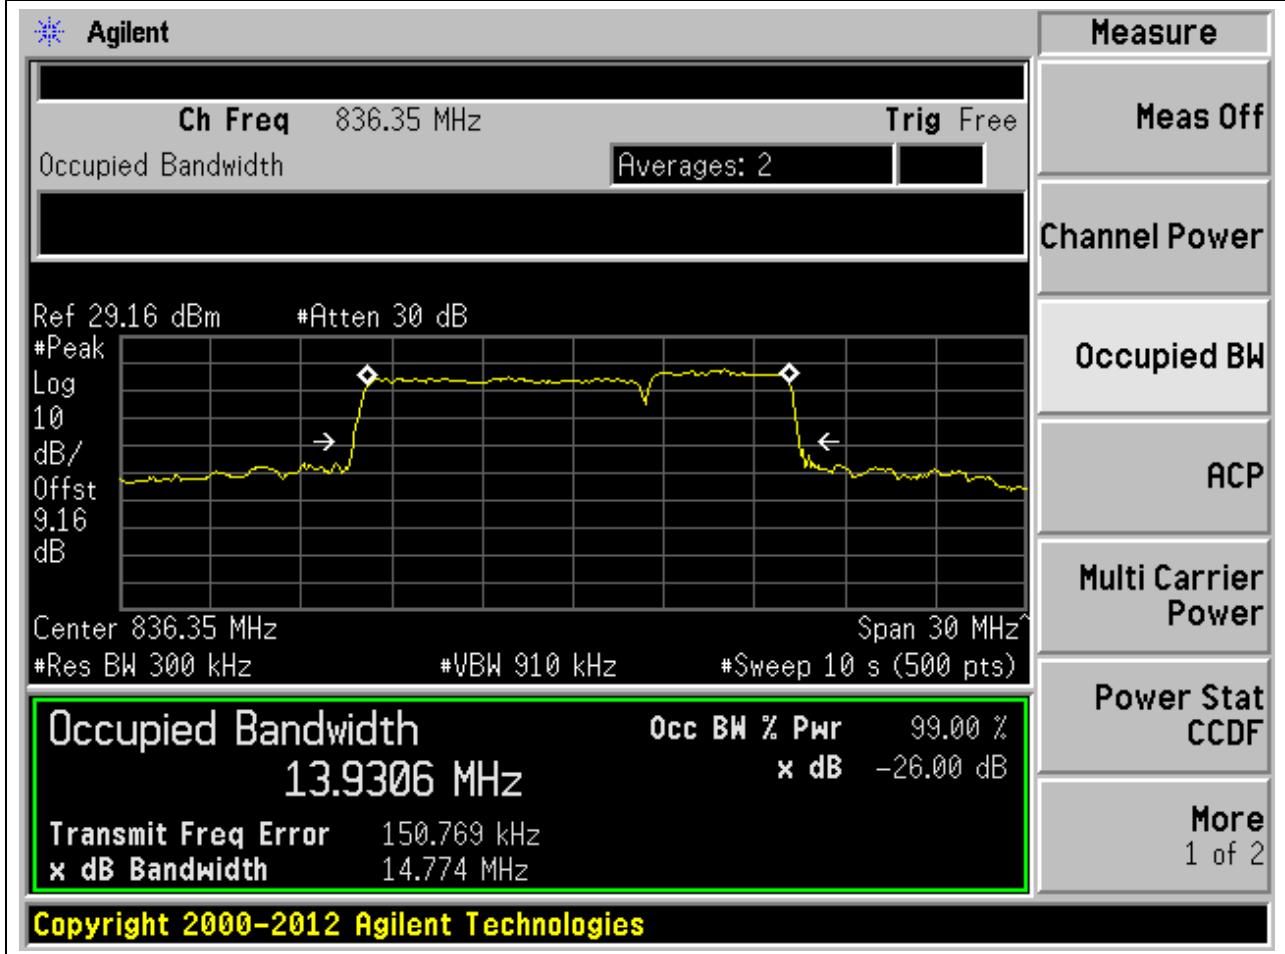 Agilent
Measure
Ch Freq 836.35 MHz Trig Free
Meas Off
Occupied Bandwidth Averages: 2
Channel Power
Ref 29.16 dBm #Atten 30 dB
#Peak
Log
10
dB/
Offst
9.16
dB
Occupied BW
ACP
Center 836.35 MHz Span 30 MHz^
#Res BW 300 kHz #VBW 910 kHz #Sweep 10 s (500 pts)
Multi Carrier
Power
Occupied Bandwidth Occ BW % Pwr 99.00 %
13.9306 MHz x dB -26.00 dB
Power Stat
CCDF
Transmit Freq Error 150.769 kHz
x dB Bandwidth 14.774 MHz
More
1 of 2
Copyright 2000-2012 Agilent Technologies